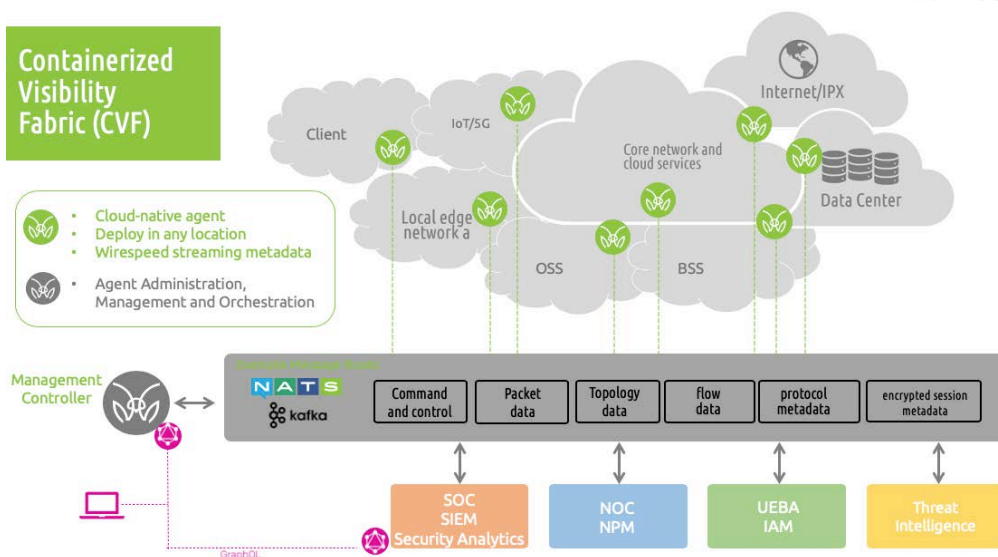 Containerized
Visibility
Fabric (CVF)
Client
IoT/5G
Internet/IPX
Core network and
cloud services
Data Center
Local edge
network a
OSS
BSS
• Cloud-native agent
• Deploy in any location
• Wirespeed streaming metadata
• Agent Administration,
Management and Orchestration
Management
Controller
NATS
kafka
Command
and control
Packet
data
Topology
data
flow
data
protocol
metadata
encrypted session
metadata
SOC
SIEM
Security Analytics
NOC
NPM
UEBA
IAM
Threat
Intelligence
GraphQL